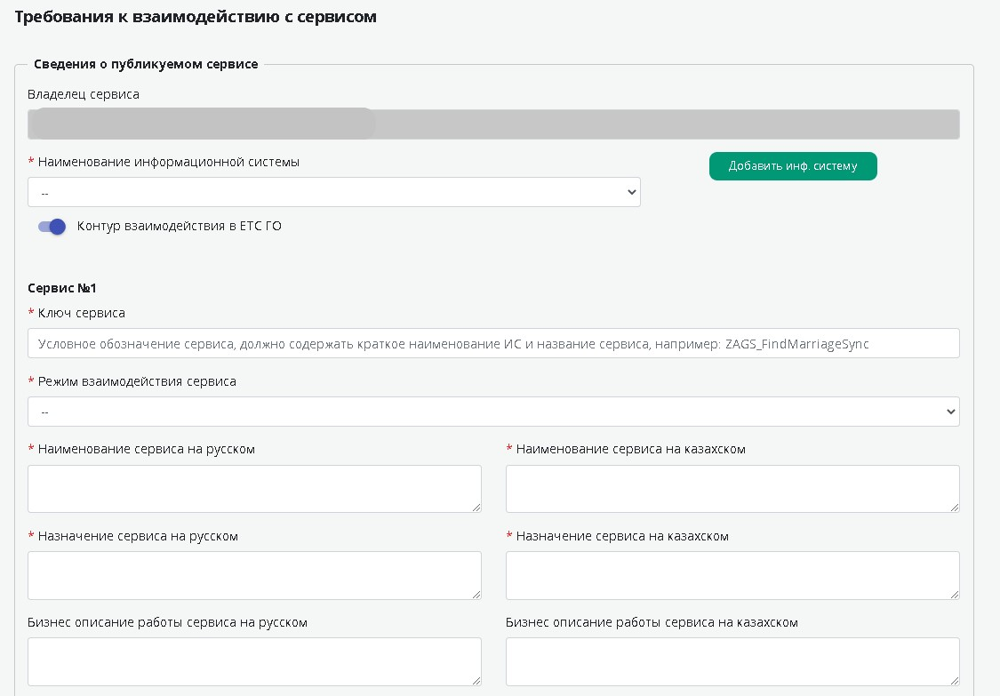 Требования к взаимодействию с сервисом
Сведения о публикуемом сервисе
Владелец сервиса
* Наименование информационной системы
Добавить инф. систему
--
Контур взаимодействия в ЕТС ГО
Сервис №1
* Ключ сервиса
Условное обозначение сервиса, должно содержать краткое наименование ИС и название сервиса, например: ZAGS_FindMarriageSync
* Режим взаимодействия сервиса
--
* Наименование сервиса на русском
* Наименование сервиса на казахском
* Назначение сервиса на русском
* Назначение сервиса на казахском
Бизнес описание работы сервиса на русском
Бизнес описание работы сервиса на казахском